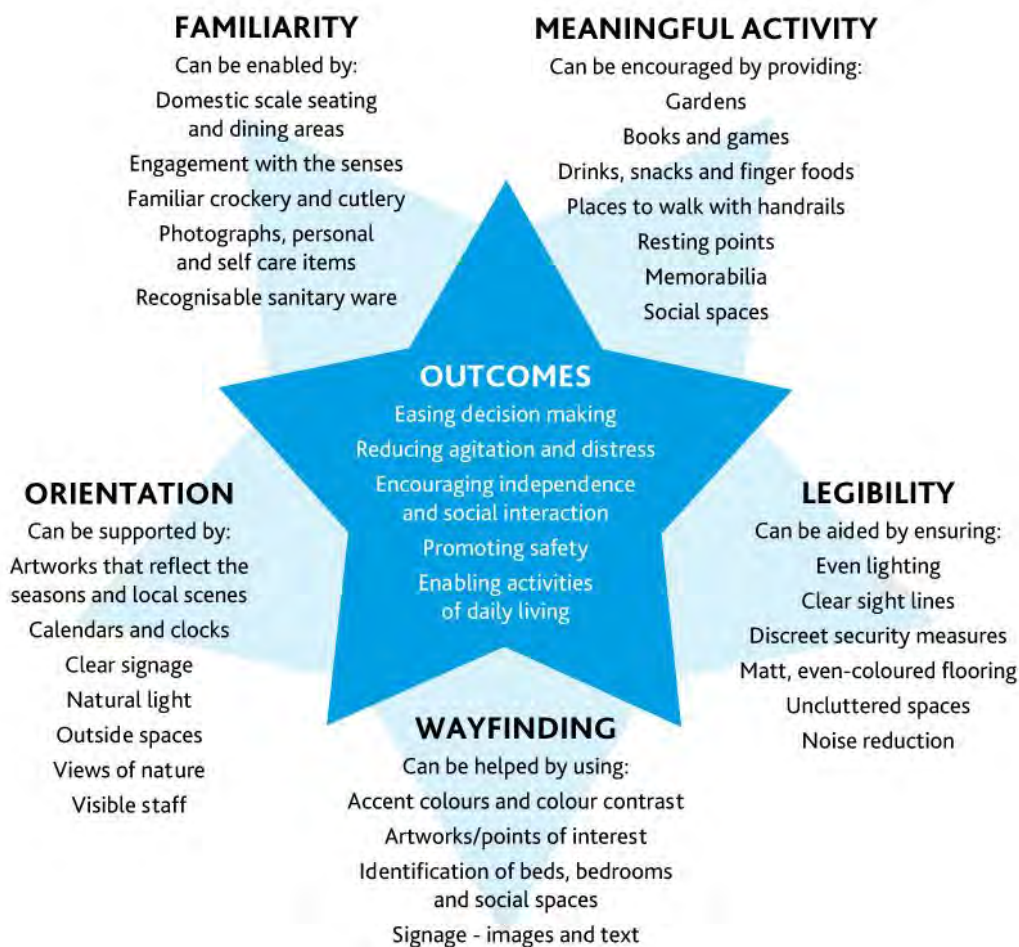 FAMILIARITY
Can be enabled by:
Domestic scale seating
and dining areas
Engagement with the senses
Familiar crockery and cutlery
Photographs, personal
and self care items
Recognisable sanitary ware
MEANINGFUL ACTIVITY
Can be encouraged by providing:
Gardens
Books and games
Drinks, snacks and finger foods
Places to walk with handrails
Resting points
Memorabilia
Social spaces
OUTCOMES
Easing decision making
Reducing agitation and distress
Encouraging independence
and social interaction
Promoting safety
Enabling activities
of daily living
ORIENTATION
Can be supported by:
Artworks that reflect the
seasons and local scenes
Calendars and clocks
Clear signage
Natural light
Outside spaces
Views of nature
Visible staff
LEGIBILITY
Can be aided by ensuring:
Even lighting
Clear sight lines
Discreet security measures
Matt, even-coloured flooring
Uncluttered spaces
Noise reduction
WAYFINDING
Can be helped by using:
Accent colours and colour contrast
Artworks/points of interest
Identification of beds, bedrooms
and social spaces
Signage - images and text